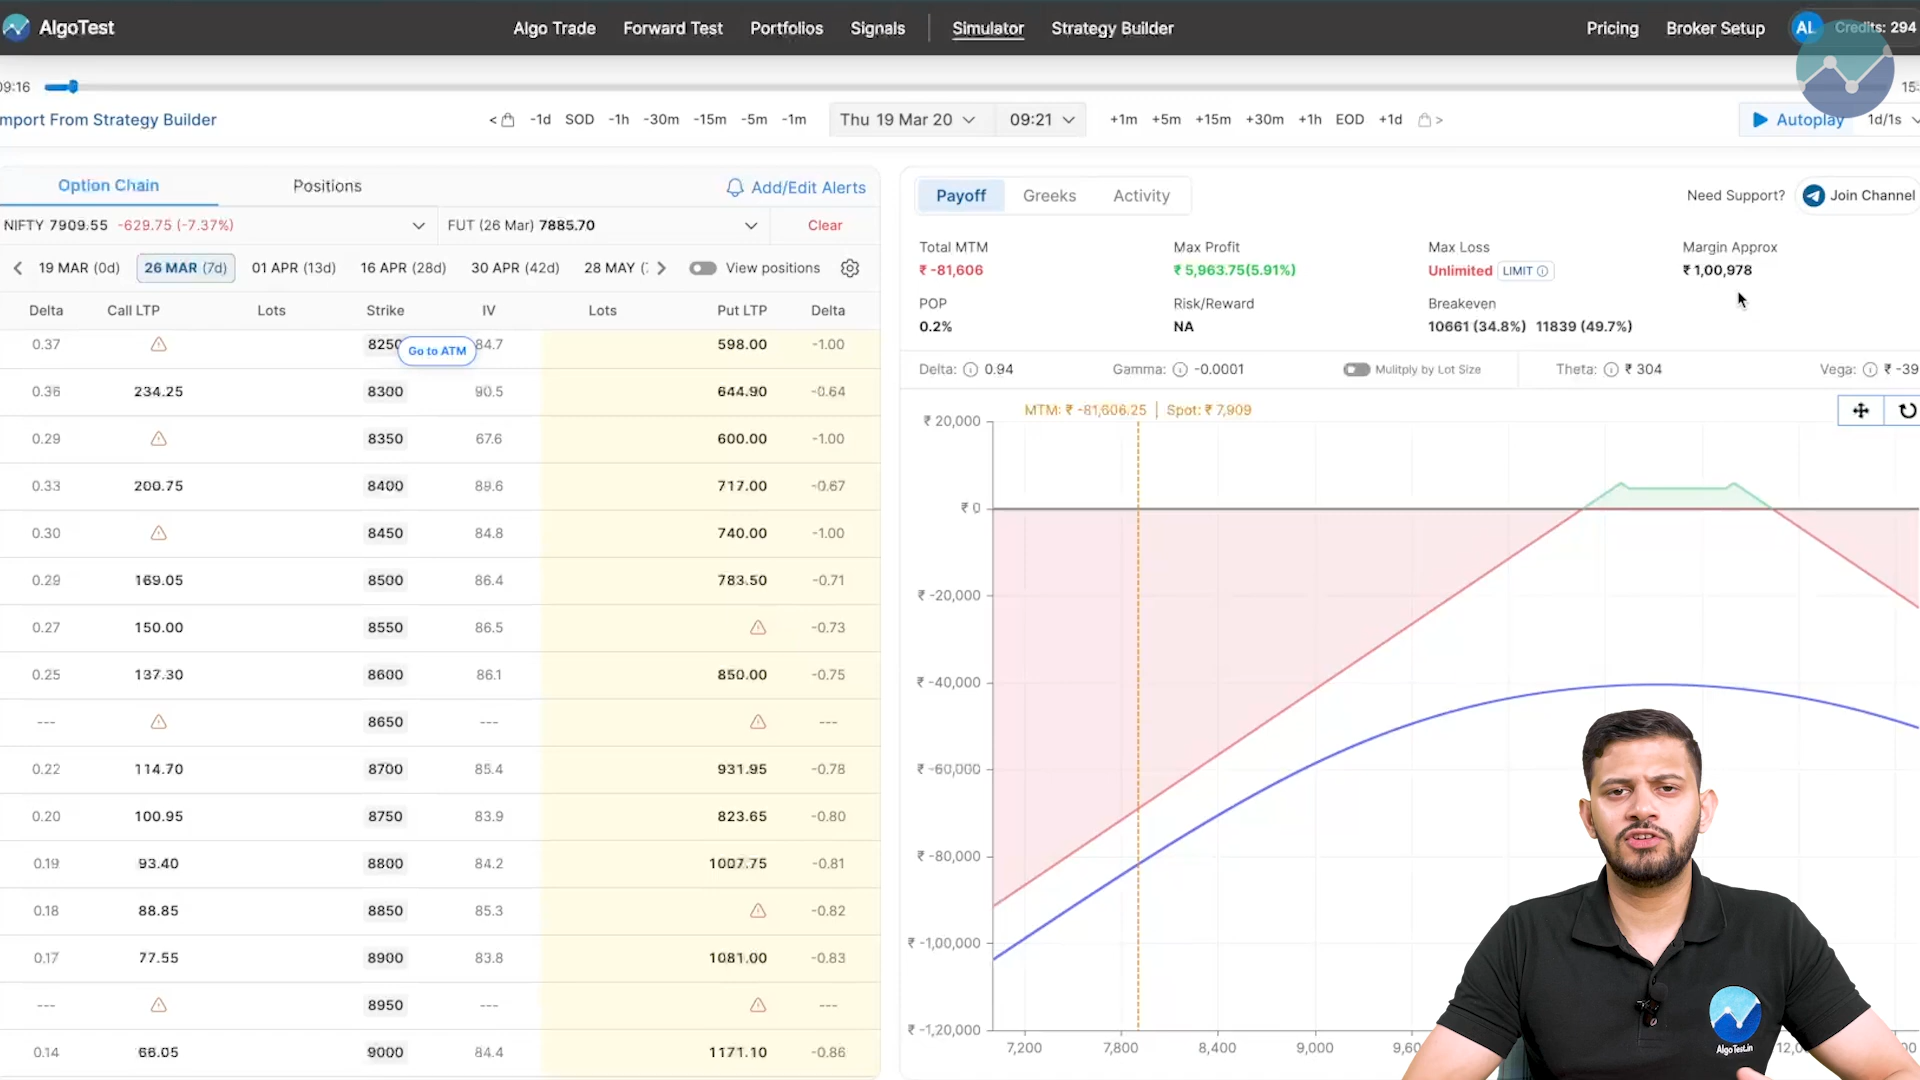 AlgoTest
Algo Trade
Forward Test
Portfolios
Signals
Simulator
Strategy Builder
Pricing
Broker Setup
AL
Credits: 294
09:16
15:
mport From Strategy Builder
<
-1d
SOD
-1h
-30m
-15m
-5m
-1m
Thu 19 Mar 20
09:21
+1m
+5m
+15m
+30m
+1h
EOD
+1d
>
Autoplay
1d/1s
Option Chain
Positions
Add/Edit Alerts
NIFTY 7909.55 -629.75 (-7.37%)
FUT (26 Mar) 7885.70
Clear
19 MAR (0d)
26 MAR (7d)
01 APR (13d)
16 APR (28d)
30 APR (42d)
28 MAY (
View positions
Delta Call LTP Lots Strike IV Lots Put LTP Delta
0.37 8250 84.7 598.00 -1.00
Go to ATM
0.36 234.25 8300 90.5 644.90 -0.64
0.29 8350 67.6 600.00 -1.00
0.33 200.75 8400 89.6 717.00 -0.67
0.30 8450 84.8 740.00 -1.00
0.29 169.05 8500 86.4 783.50 -0.71
0.27 150.00 8550 86.5 -0.73
0.25 137.30 8600 86.1 850.00 -0.75
--- 8650 --- ---
0.22 114.70 8700 85.4 931.95 -0.78
0.20 100.95 8750 83.9 823.65 -0.80
0.19 93.40 8800 84.2 1007.75 -0.81
0.18 88.85 8850 85.3 -0.82
0.17 77.55 8900 83.8 1081.00 -0.83
--- 8950 --- ---
0.14 66.05 9000 84.4 1171.10 -0.86
Payoff
Greeks
Activity
Need Support?
Join Channel
Total MTM
₹ -81,606
Max Profit
₹ 5,963.75(5.91%)
Max Loss
Unlimited LIMIT
Margin Approx
₹ 1,00,978
POP
0.2%
Risk/Reward
NA
Breakeven
10661 (34.8%) 11839 (49.7%)
Delta: 0.94
Gamma: -0.0001
Mulitply by Lot Size
Theta: ₹ 304
Vega: ₹ -39
MTM: ₹ -81,606.25 | Spot: ₹ 7,909
₹ 20,000
₹ 0
₹ -20,000
₹ -40,000
₹ -60,000
₹ -80,000
₹ -1,00,000
₹ -1,20,000
7,200
7,800
8,400
9,000
9,60
12,0
00
AlgoTest.in